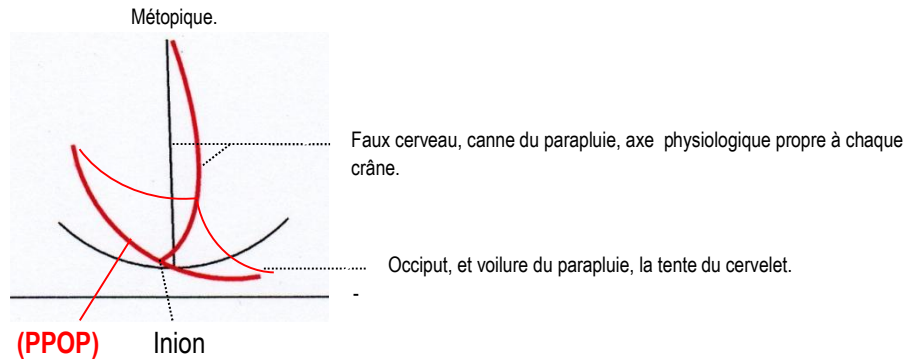 Métopique.
Faux cerveau, canne du parapluie, axe physiologique propre à chaque
crâne.
Occiput, et voilure du parapluie, la tente du cervelet.
-
(PPOP) Inion